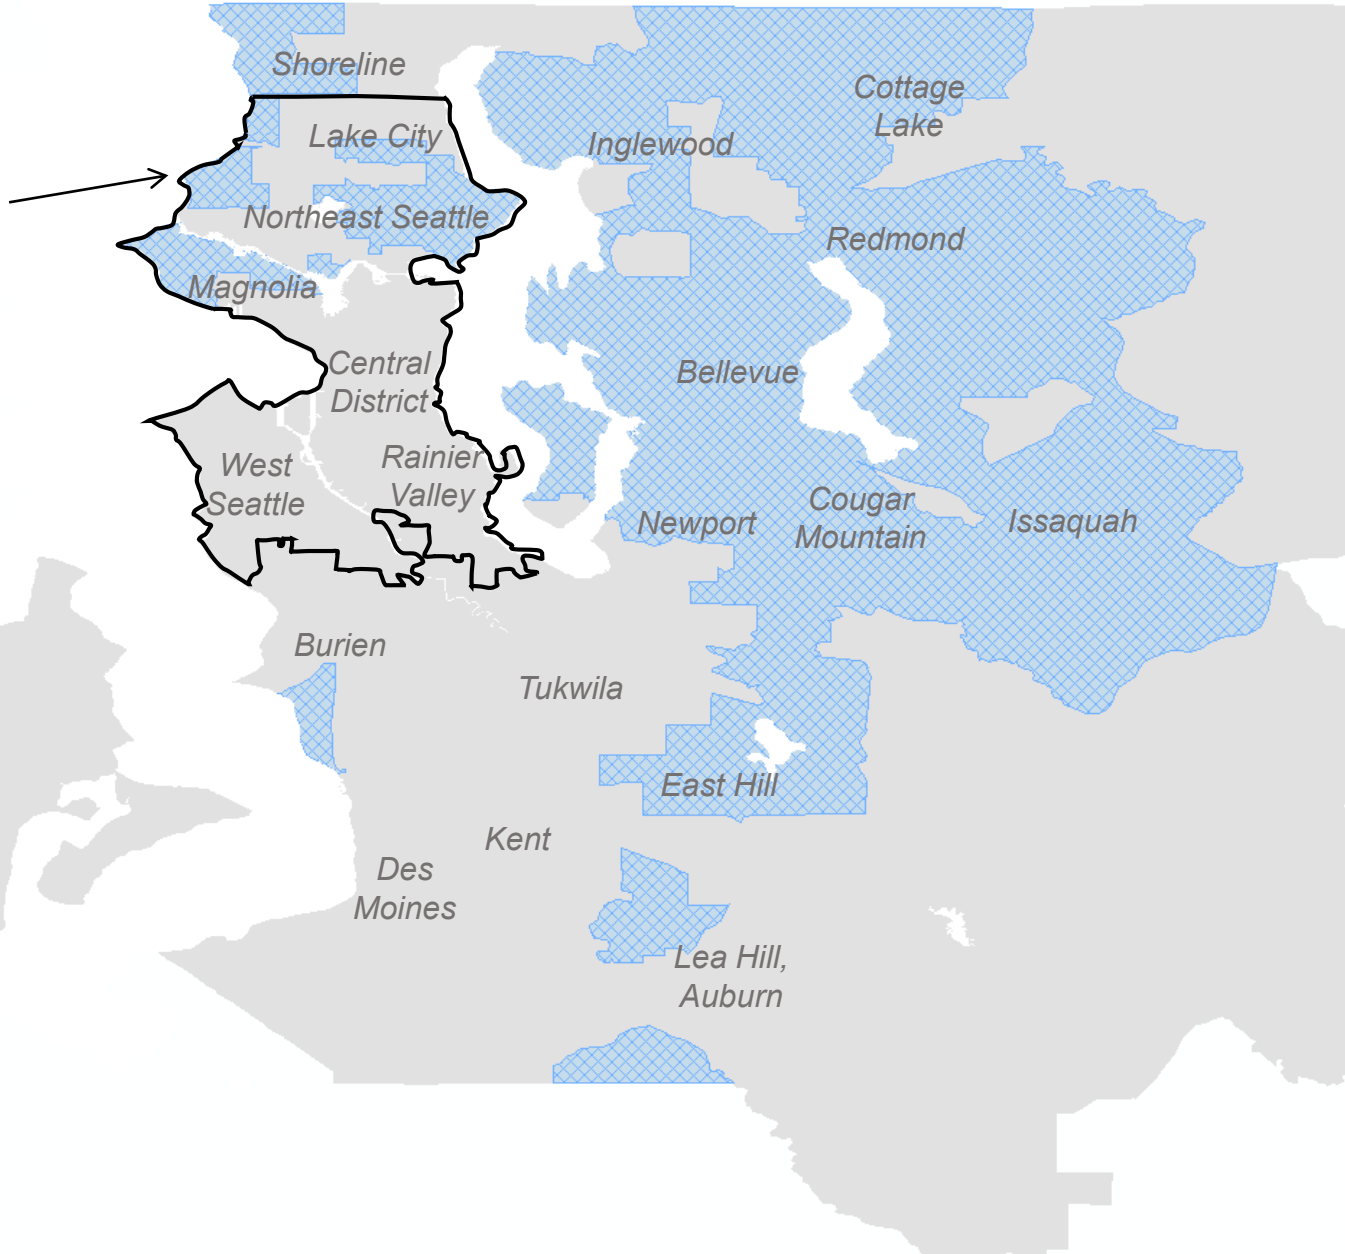 Shoreline
Cottage
Lake
Lake City
Inglewood
Northeast Seattle
Redmond
Magnolia
Central
District
Bellevue
West
Seattle
Rainier
Valley
Newport
Cougar
Mountain
Issaquah
Burien
Tukwila
East Hill
Kent
Des
Moines
Lea Hill,
Auburn